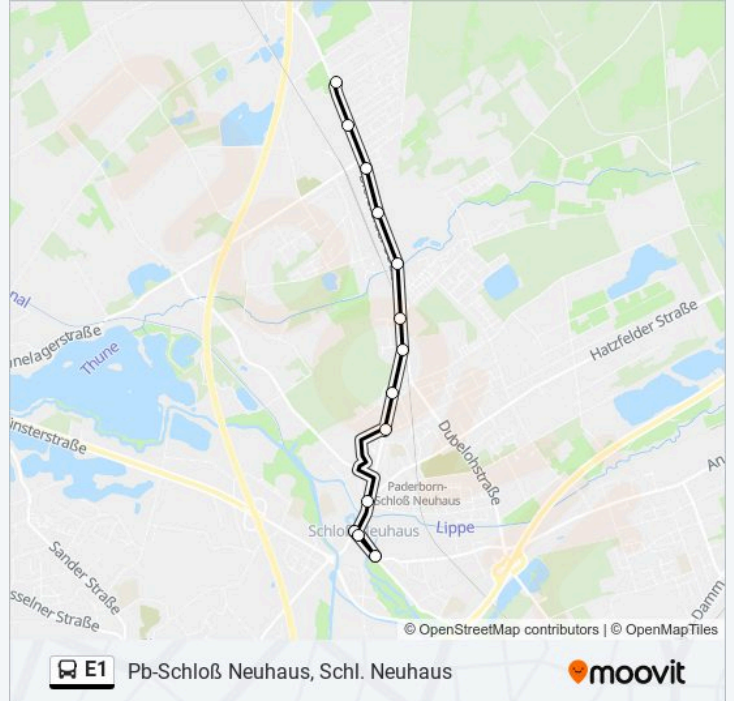 nal
nelagerstraße
Thune
insterstraße
Hatzfelder Straße
Dubelohstraße
An
Paderborn-
Schloß Neuhaus
Schloß Neuhaus
Lippe
Sander Straße
sselner Straße
Damm
© OpenStreetMap contributors | © OpenMapTiles
E1 Pb-Schloß Neuhaus, Schl. Neuhaus
moovit